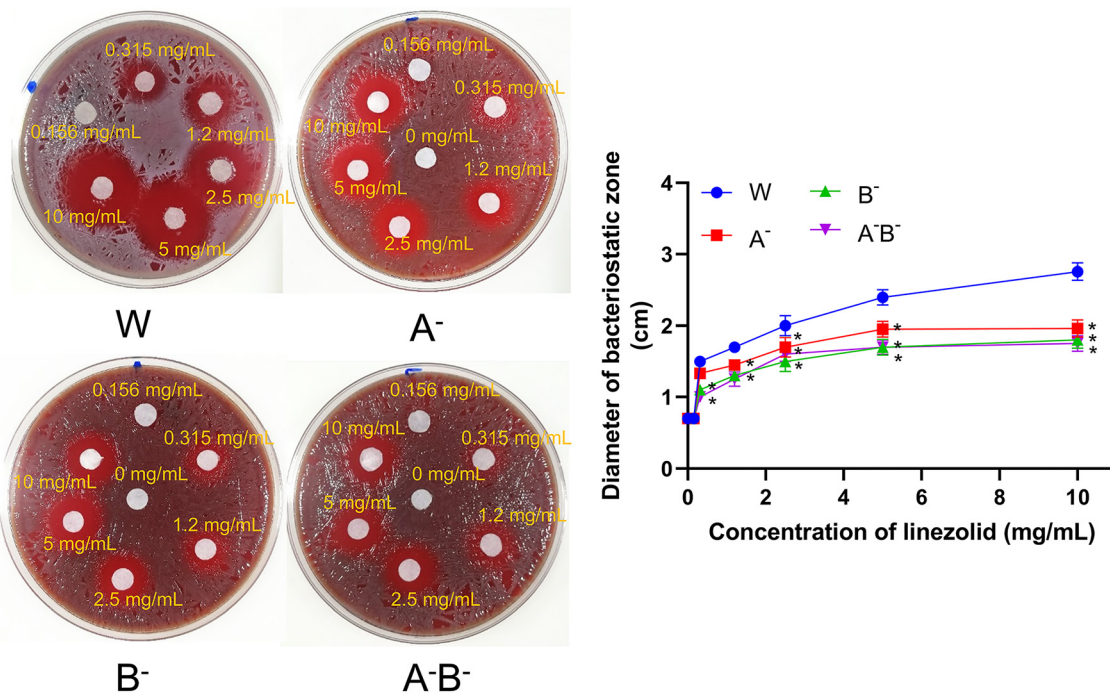 0.315 mg/mL
0.156 mg/mL
1.2 mg/mL
2.5 mg/mL
10 mg/mL
5 mg/mL
W
0.156 mg/mL
0.315 mg/mL
10 mg/mL
0 mg/mL
1.2 mg/mL
5 mg/mL
2.5 mg/mL
A-
0.156 mg/mL
0.315 mg/mL
10 mg/mL
0 mg/mL
1.2 mg/mL
5 mg/mL
2.5 mg/mL
B-
0.156 mg/mL
10 mg/mL
0.315 mg/mL
0 mg/mL
5 mg/mL
1.2 mg/mL
2.5 mg/mL
A-B-
Diameter of bacteriostatic zone
(cm)
4
3
2
1
0
W
B-
A-
A-B-
*
*
*
*
*
*
*
*
*
*
*
*
*
0
2
4
6
8
10
Concentration of linezolid (mg/mL)